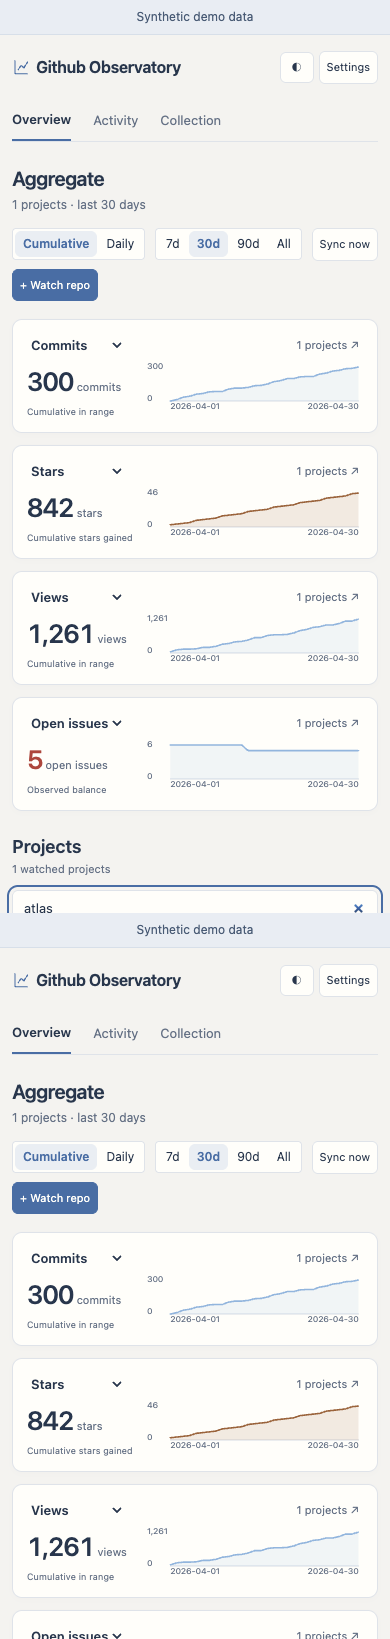 Synthetic demo data
Github Observatory
Settings
Overview Activity Collection
Aggregate
1 projects · last 30 days
Cumulative Daily 7d 30d 90d All Sync now
+ Watch repo
Commits 1 projects ↗
300 commits
Cumulative in range
300
0
2026-04-01 2026-04-30
Stars 1 projects ↗
842 stars
Cumulative stars gained
46
0
2026-04-01 2026-04-30
Views 1 projects ↗
1,261 views
Cumulative in range
1,261
0
2026-04-01 2026-04-30
Open issues 1 projects ↗
5 open issues
Observed balance
6
0
2026-04-01 2026-04-30
Projects
1 watched projects
atlas ×
Synthetic demo data
Github Observatory
Settings
Overview Activity Collection
Aggregate
1 projects · last 30 days
Cumulative Daily 7d 30d 90d All Sync now
+ Watch repo
Commits 1 projects ↗
300 commits
Cumulative in range
300
0
2026-04-01 2026-04-30
Stars 1 projects ↗
842 stars
Cumulative stars gained
46
0
2026-04-01 2026-04-30
Views 1 projects ↗
1,261 views
Cumulative in range
1,261
0
2026-04-01 2026-04-30
Open issues 1 projects ↗